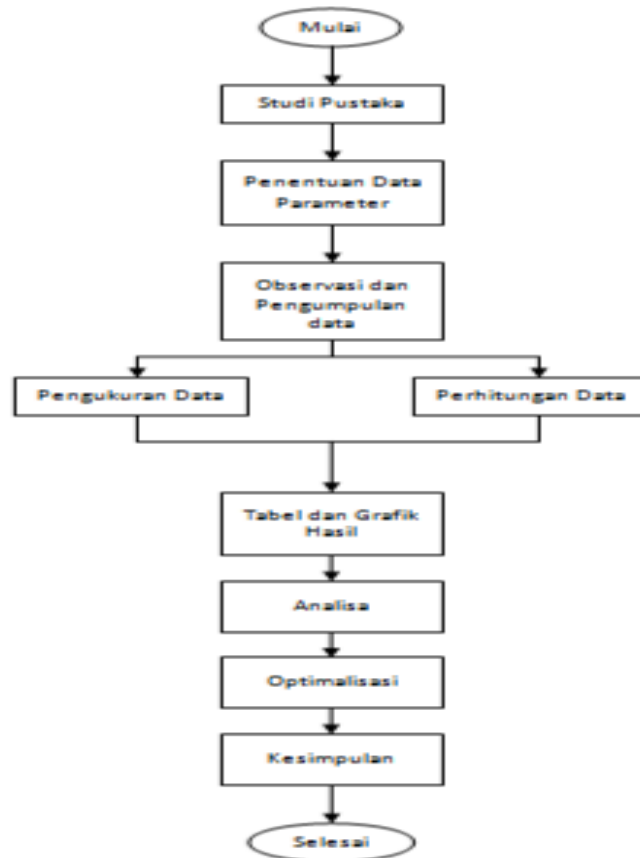 Mulai
Studi Pustaka
Penentuan Data
Parameter
Observasi dan
Pengumpulan
data
Pengukuran Data
Perhitungan Data
Tabel dan Grafik
Hasil
Analisa
Optimalisasi
Kesimpulan
Selesai